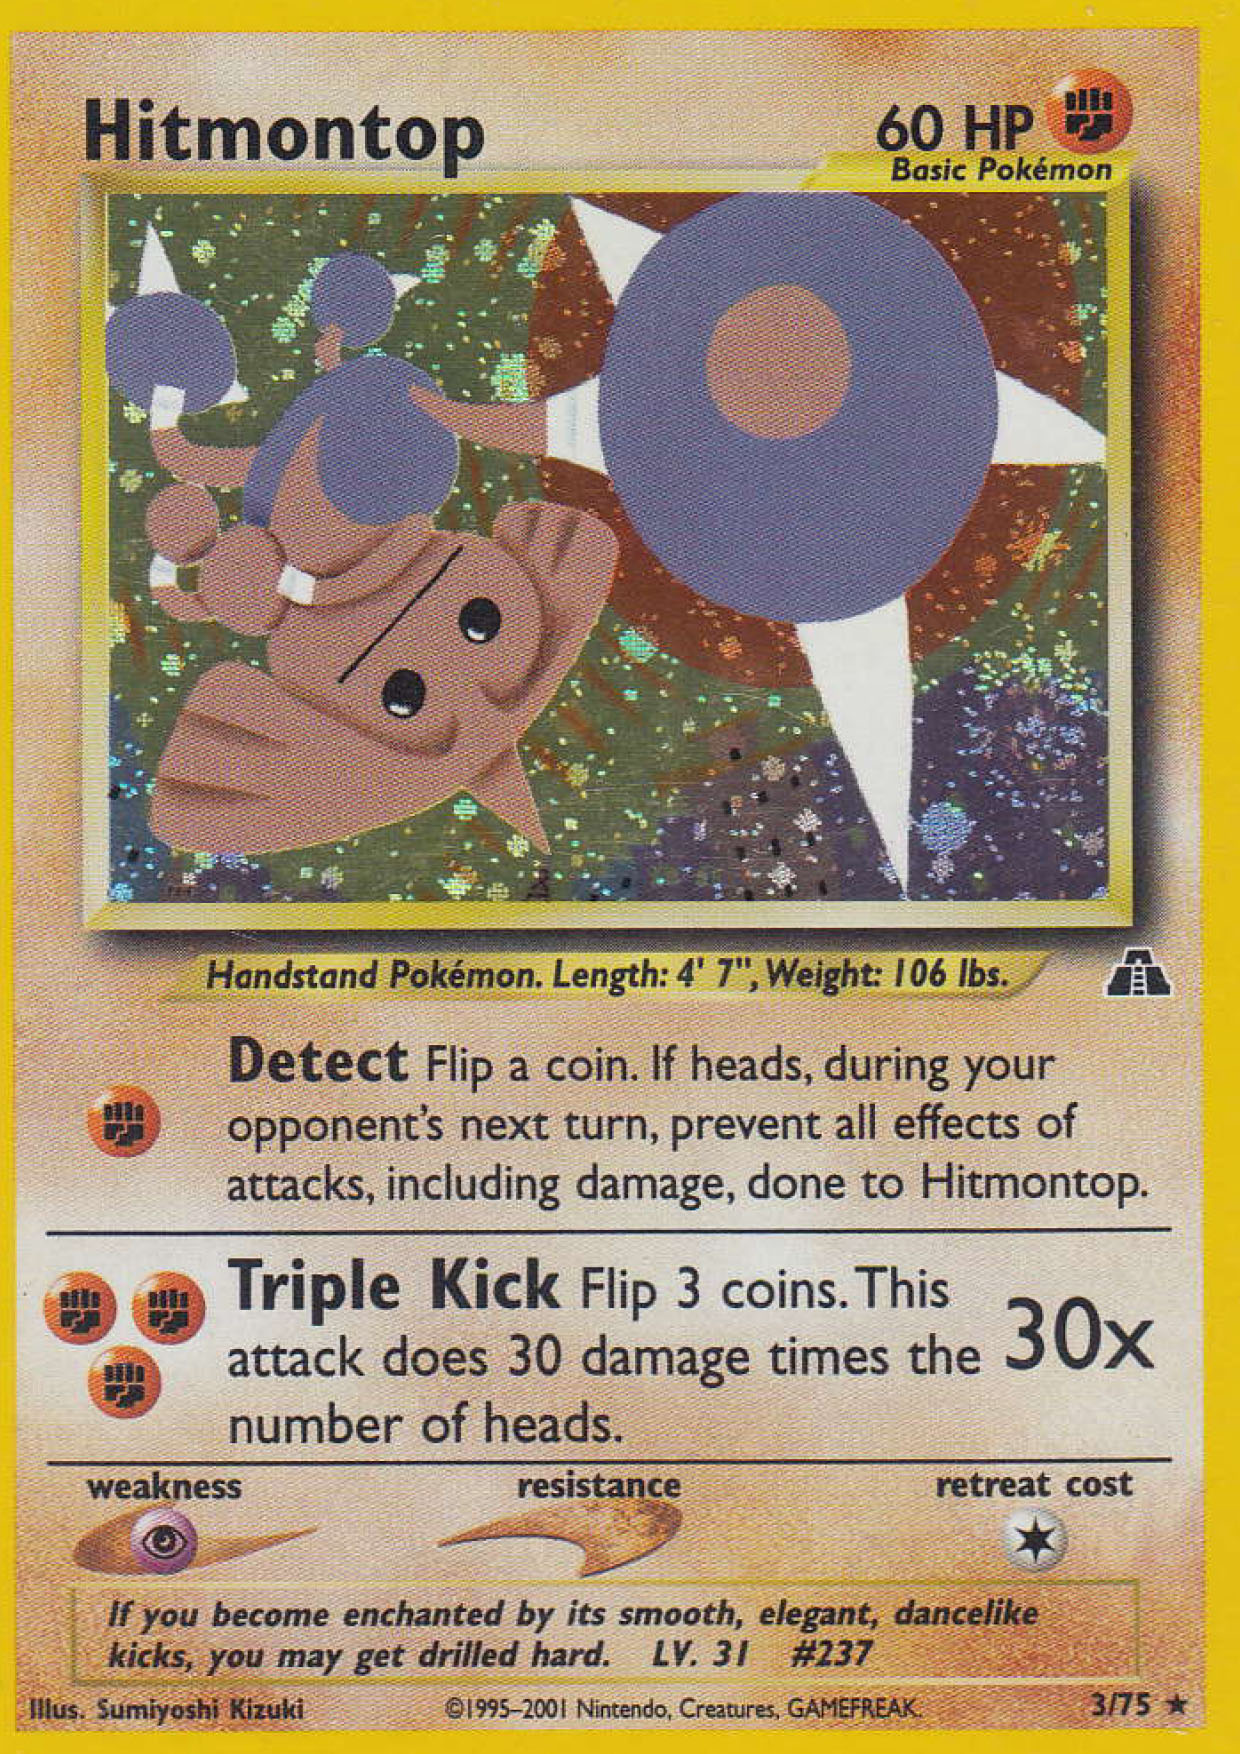 Hitmontop
60 HP
Basic Pokémon
Handstand Pokémon. Length: 4' 7", Weight: 106 lbs.
Detect Flip a coin. If heads, during your
opponent's next turn, prevent all effects of
attacks, including damage, done to Hitmontop.
Triple Kick Flip 3 coins. This
attack does 30 damage times the
number of heads.
30x
weakness
resistance
retreat cost
If you become enchanted by its smooth, elegant, dancelike
kicks, you may get drilled hard. LV. 31 #237
Illus. Sumiyoshi Kizuki
©1995–2001 Nintendo, Creatures, GAMEFREAK.
3/75 ★